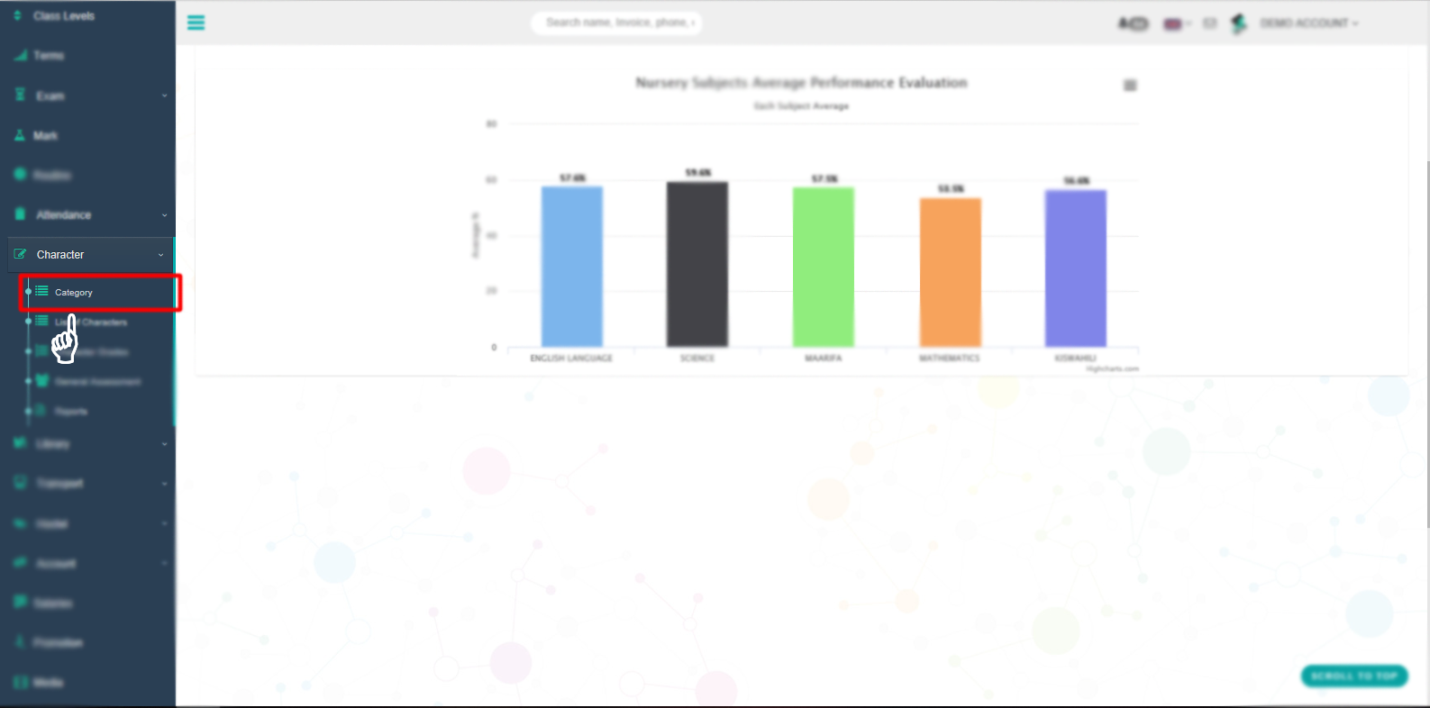 Class Levels
Terms
Exam
Mark
Routine
Attendance
Character
Category
List of Characters
Grades
General Assessment
Reports
Library
Transport
Hostel
Account
Salaries
Promotion
Media
Search name, Invoice, phone,
DEMO ACCOUNT
Nursery Subjects Average Performance Evaluation
Each Subject Average
Average %
80
60
40
20
0
57.6%
59.6%
57.5%
53.5%
56.6%
ENGLISH LANGUAGE
SCIENCE
MAARIFA
MATHEMATICS
KISWAHILI
Highcharts.com
SCROLL TO TOP